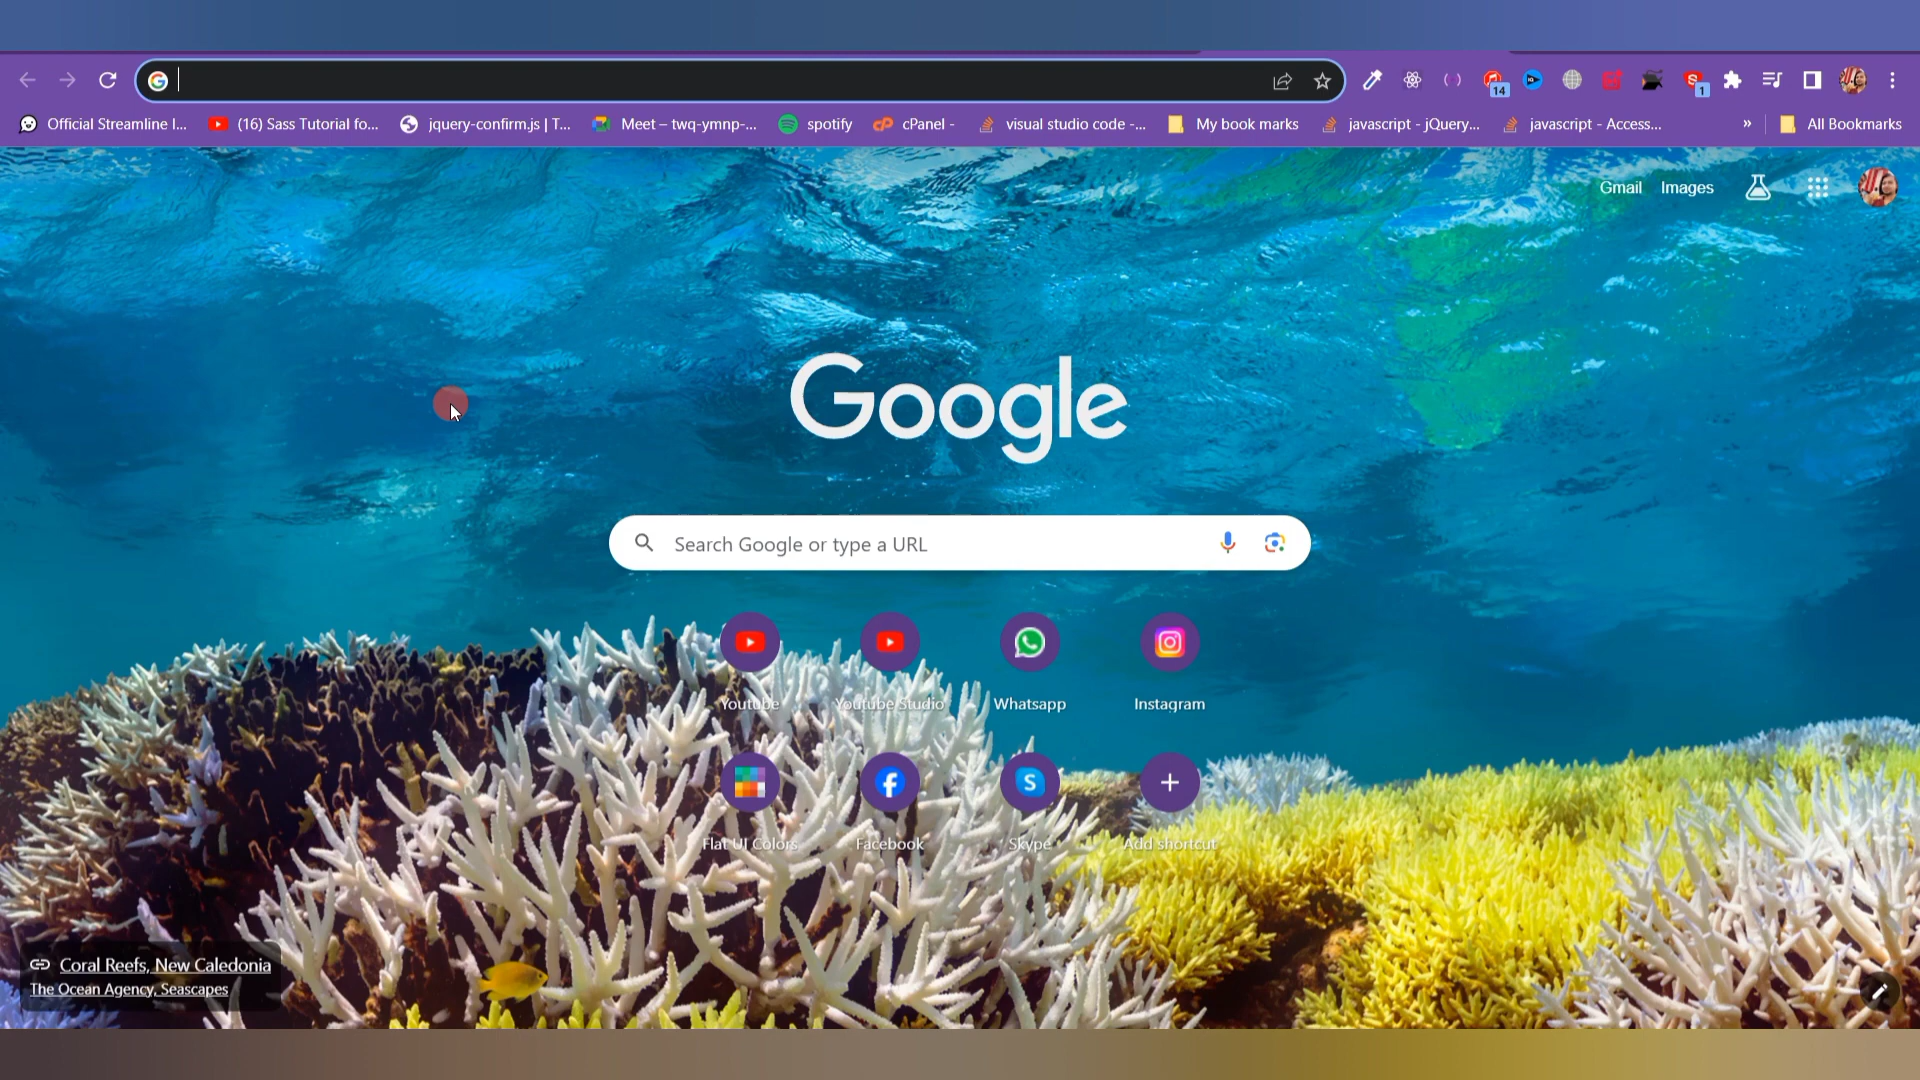 Official Streamline I...
(16) Sass Tutorial fo...
jquery-confirm.js | T...
Meet – twq-ymnp-...
spotify
cPanel -
visual studio code -...
My book marks
javascript - jQuery...
javascript - Access...
»
All Bookmarks
14
1
Gmail
Images
Google
Search Google or type a URL
Youtube
Youtube Studio
Whatsapp
Instagram
Flat UI Colors
Facebook
Skype
Add shortcut
Coral Reefs, New Caledonia
The Ocean Agency, Seascapes